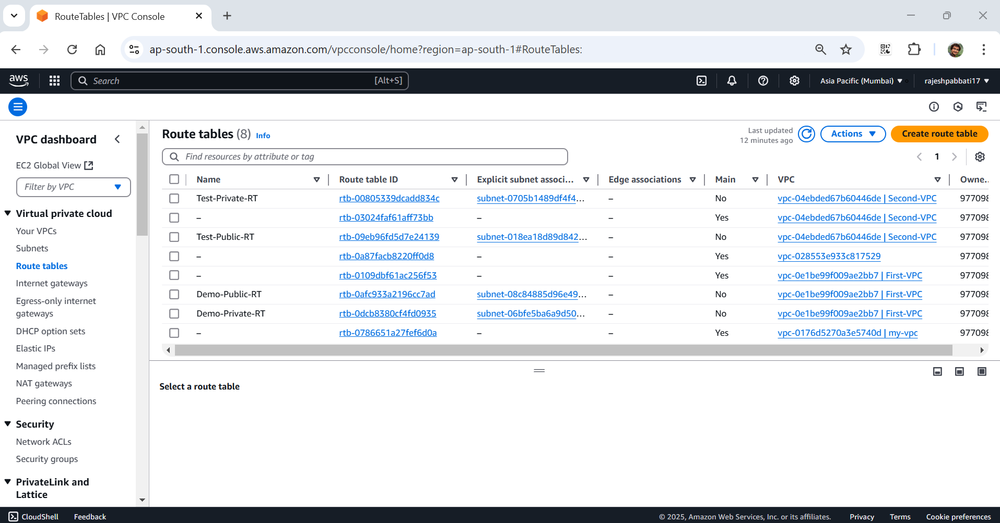 RouteTables | VPC Console
ap-south-1.console.aws.amazon.com/vpcconsole/home?region=ap-south-1#RouteTables:
aws Search [Alt+S] Asia Pacific (Mumbai) rajeshpabbati17
VPC dashboard
EC2 Global View
Filter by VPC
Virtual private cloud
Your VPCs
Subnets
Route tables
Internet gateways
Egress-only internet
gateways
DHCP option sets
Elastic IPs
Managed prefix lists
NAT gateways
Peering connections
Security
Network ACLs
Security groups
PrivateLink and
Lattice
Route tables (8) Info
Last updated
12 minutes ago
Actions
Create route table
Find resources by attribute or tag
1
Name Route table ID Explicit subnet associ... Edge associations Main VPC Owne..
Test-Private-RT rtb-00805339dcadd834c subnet-0705b1489df4f4... – No vpc-04ebded67b60446de | Second-VPC 977098
– rtb-03024faf61aff73bb – – Yes vpc-04ebded67b60446de | Second-VPC 977098
Test-Public-RT rtb-09eb96fd5d7e24139 subnet-018ea18d89d842... – No vpc-04ebded67b60446de | Second-VPC 977098
– rtb-0a87facb8220ff0d8 – – Yes vpc-028553e933c817529 977098
– rtb-0109dbf61ac256f53 – – Yes vpc-0e1be99f009ae2bb7 | First-VPC 977098
Demo-Public-RT rtb-0afc933a2196cc7ad subnet-08c84885d96e49... – No vpc-0e1be99f009ae2bb7 | First-VPC 977098
Demo-Private-RT rtb-0dcb8380cf4fd0935 subnet-06bfe5ba6a9d50... – No vpc-0e1be99f009ae2bb7 | First-VPC 977098
– rtb-0786651a27fef6d0a – – Yes vpc-0176d5270a3e5740d | my-vpc 977098
Select a route table
CloudShell Feedback © 2025, Amazon Web Services, Inc. or its affiliates. Privacy Terms Cookie preferences